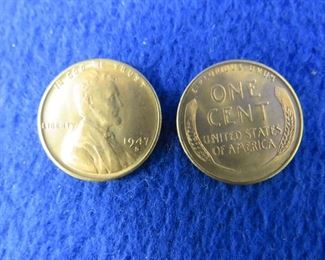 IN GOD WE TRUST
LIBERTY
1947
S
E·PLURIBUS·UNUM
ONE
CENT
UNITED STATES
OF AMERICA